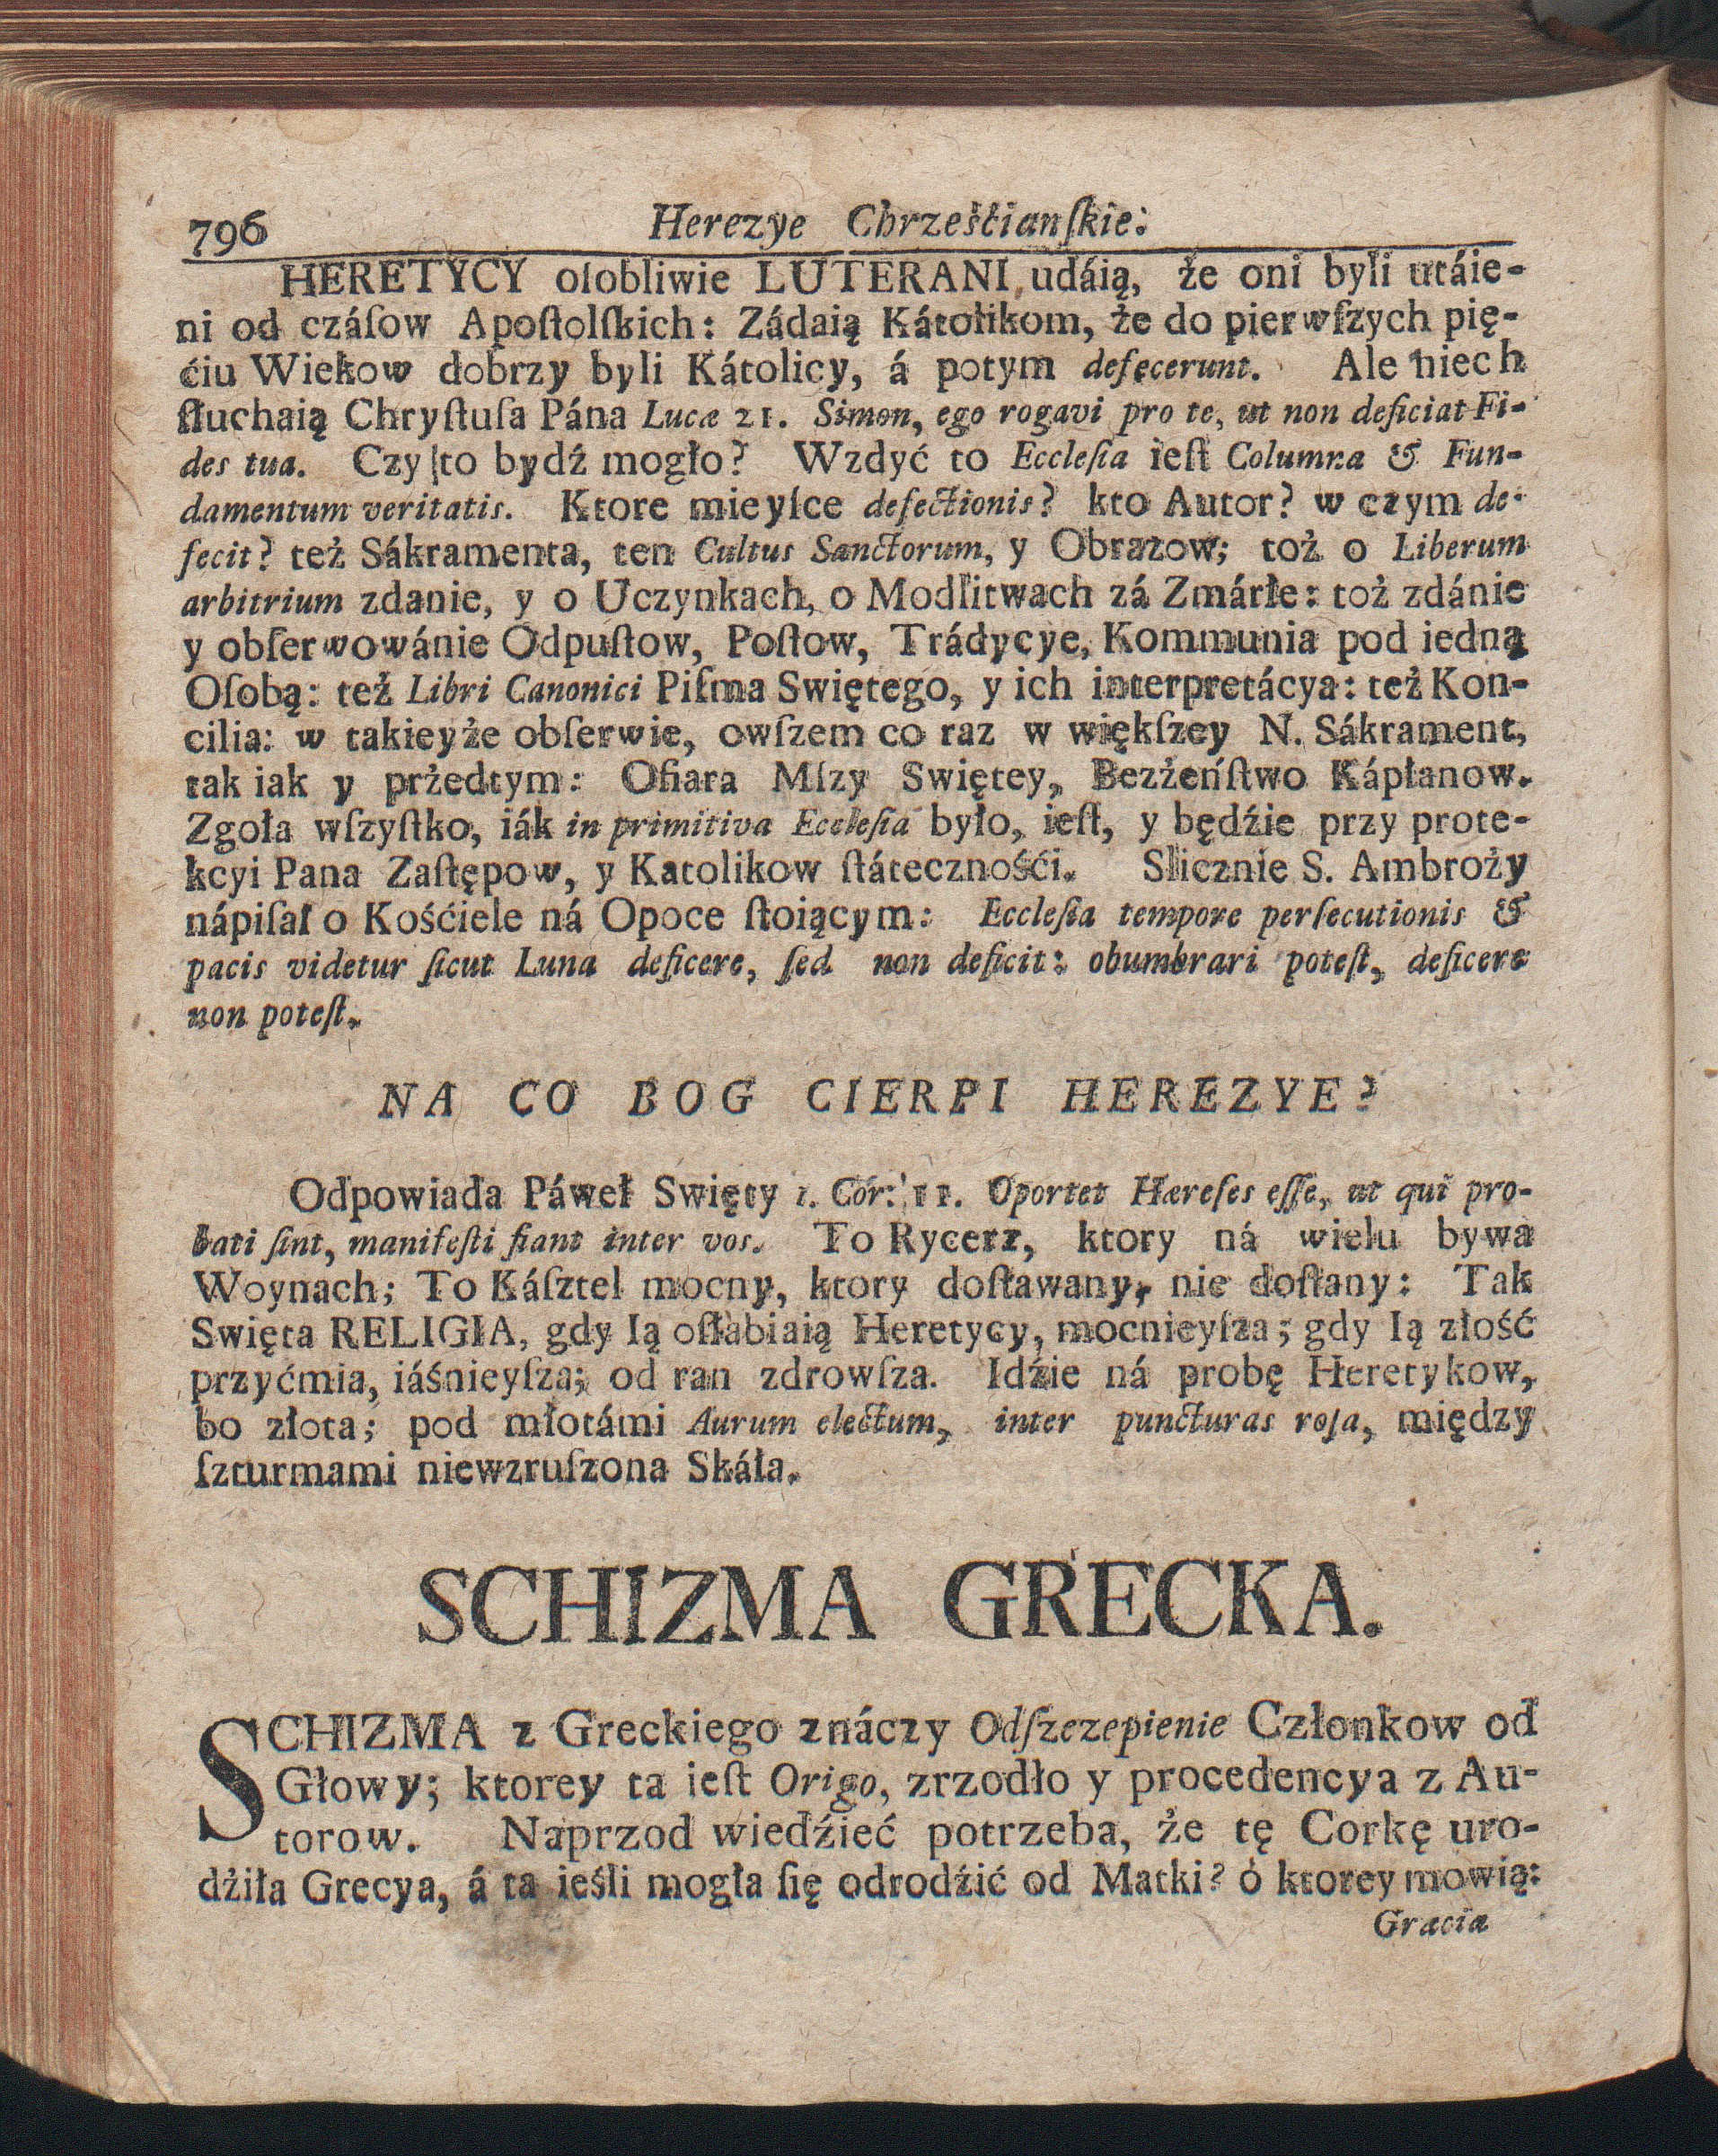 796 Herezye Chrześćianſkie:
HERETYCY oſobliwie LUTERANI udáią, że oni byli utáie-
ni od czáſow Apoſtolſkich: Zádaią Kátolikom, że do pierwſzych pię-
ćiu Wiekow dobrzy byli Kátolicy, á potym defecerunt. Ale niech
ſłuchaią Chryſtuſa Pána Lucæ 21. Simon, ego rogavi pro te, ut non deficiat Fi-
des tua. Czy to bydź mogło? Wzdyć to Eccleſia ieſt Columna & Fun-
damentum veritatis. Ktore mieyſce defectionis? kto Autor? w czym de-
fecit? też Sákramenta, ten Cultus Sanctorum, y Obrazow; toż o Liberum
arbitrium zdanie, y o Uczynkach, o Modlitwach zá Zmárłe: toż zdánie
y obſerwowánie Odpuſtow, Poſtow, Trádycye, Kommunia pod iedną
Oſobą: też Libri Canonici Piſma Swiętego, y ich interpretácya: też Kon-
cilia: w takieyże obſerwie, owſzem co raz w więkſzey N. Sákrament,
tak iak y prżedtym: Ofiara Mſzy Swiętey, Bezżeńſtwo Kápłanow.
Zgoła wſzyſtko, iák in primitiva Eccleſia było, ieſt, y będźie przy prote-
kcyi Pana Zaſtępow, y Katolikow ſtátecznośći. Slicznie S. Ambroży
nápiſał o Kośćiele ná Opoce ſtoiącym: Eccleſia tempore perſecutionis &
pacis videtur ſicut Luna deficere, ſed non deficit: obumbrari poteſt, deficere
non poteſt.
NA CO BOG CIERPI HEREZYE?
Odpowiada Páweł Swięty 1. Cor: 11. Oportet Hæreſes eſſe, ut qui pro-
bati ſint, manifeſti fiant inter vos. To Rycerz, ktory ná wielu bywa
Woynach; To Káſztel mocny, ktory doſtawany, nie doſtany: Tak
Swięta RELIGIA, gdy Ią oſłabiaią Heretycy, mocnieyſza; gdy Ią złość
przyćmia, iáśnieyſza; od ran zdrowſza. Idźie ná probę Heretykow,
bo złota; pod młotámi Aurum electum, inter puncturas roſa, między
ſzturmami niewzruſzona Skáła.
SCHIZMA GRECKA.
SCHIZMA z Greckiego znáczy Odſzczepienie Członkow od
Głowy; ktorey ta ieſt Origo, zrzodło y procedencya z Au-
torow. Naprzod wiedźieć potrzeba, że tę Corkę uro-
dźiła Grecya, á ta ieśli mogła ſię odrodźić od Matki? ó ktorey mowią:
Græcia